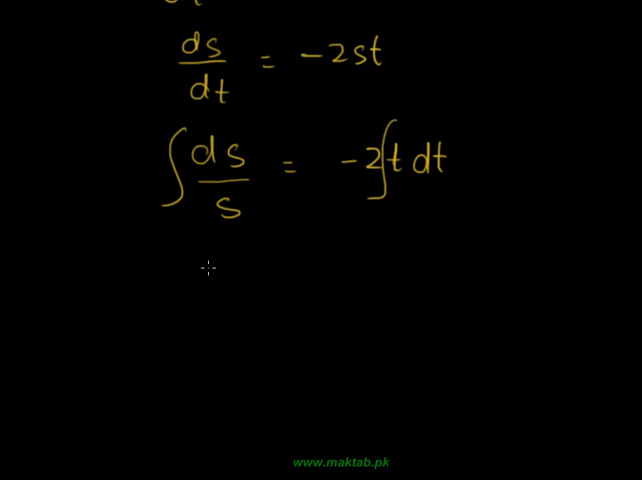 ds/dt = -2st
∫ ds/s = -2∫t dt
www.maktab.pk